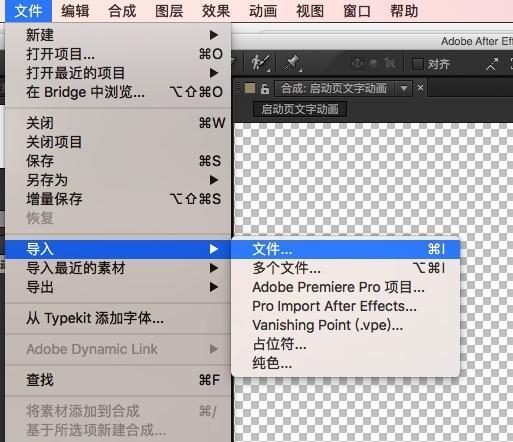 文件 编辑 合成 图层 效果 动画 视图 窗口 帮助
Adobe After Eff
新建
打开项目... ⌘O
打开最近的项目
在 Bridge 中浏览... ⌥⇧⌘O
对齐
合成: 启动页文字动画
启动页文字动画
关闭 ⌘W
关闭项目
保存 ⌘S
另存为
增量保存 ⌥⇧⌘S
恢复
导入
导入最近的素材
导出
从 Typekit 添加字体...
Adobe Dynamic Link
查找 ⌘F
将素材添加到合成 ⌘/
基于所选项新建合成...
文件... ⌘I
多个文件... ⌥⌘I
Adobe Premiere Pro 项目...
Pro Import After Effects...
Vanishing Point (.vpe)...
占位符...
纯色...